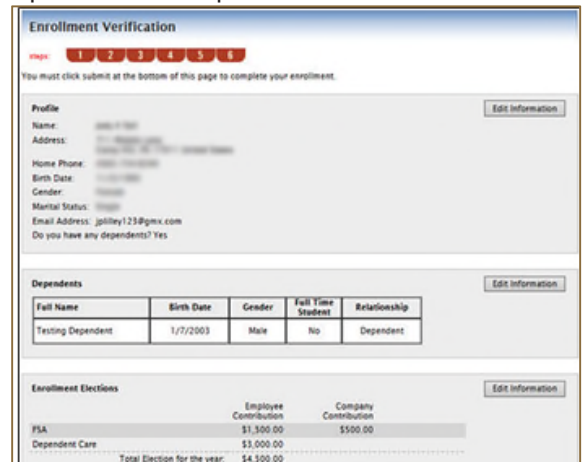 Enrollment Verification
steps: 1 2 3 4 5 6
You must click submit at the bottom of this page to complete your enrollment.
Profile Edit Information
Name:
Address:
Home Phone:
Birth Date:
Gender:
Marital Status:
Email Address: jplilley123@gmx.com
Do you have any dependents? Yes
Dependents Edit Information
Full Name Birth Date Gender Full Time Student Relationship
Testing Dependent 1/7/2003 Male No Dependent
Enrollment Elections Edit Information
Employee Contribution Company Contribution
FSA $1,500.00 $500.00
Dependent Care $3,000.00
Total Election for the year: $4,500.00